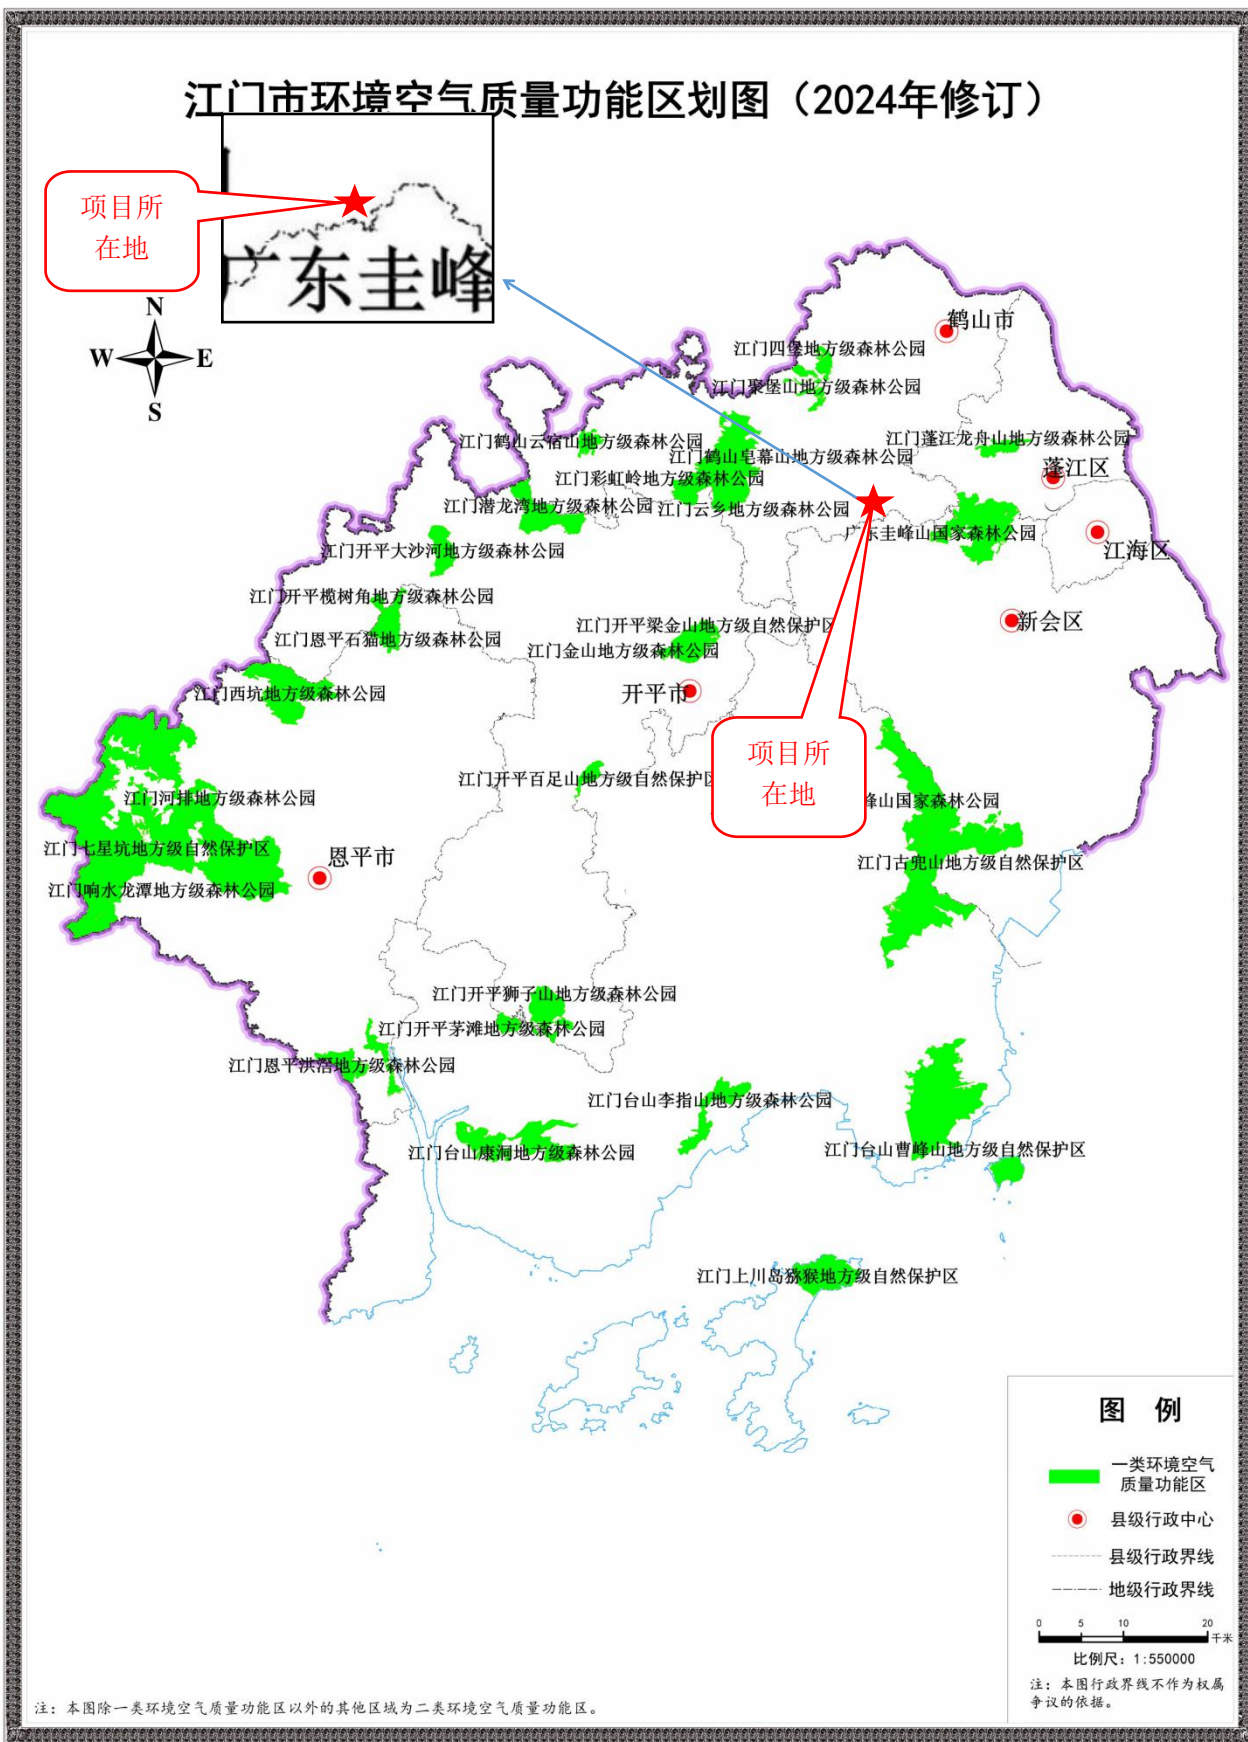 江门市环境空气质量功能区划图（2024年修订）
项目所
在地
广东圭峰
N
W
E
S
鹤山市
江门四堡地方级森林公园
江门聚堡山地方级森林公园
江门鹤山云宿山地方级森林公园
江门蓬江龙舟山地方级森林公园
江门鹤山皂幕山地方级森林公园
蓬江区
江门彩虹岭地方级森林公园
江门潜龙湾地方级森林公园
江门云乡地方级森林公园
广东圭峰山国家森林公园
江门开平大沙河地方级森林公园
江海区
江门开平榄树角地方级森林公园
新会区
江门开平梁金山地方级自然保护区
江门恩平石猫地方级森林公园
江门金山地方级森林公园
江门西坑地方级森林公园
开平市
项目所
在地
江门开平百足山地方级自然保护区
江门河排地方级森林公园
峰山国家森林公园
江门七星坑地方级自然保护区
恩平市
江门古兜山地方级自然保护区
江门响水龙潭地方级森林公园
江门开平狮子山地方级森林公园
江门开平茅滩地方级森林公园
江门恩平洪滘地方级森林公园
江门台山李指山地方级森林公园
江门台山康洞地方级森林公园
江门台山曹峰山地方级自然保护区
江门上川岛猕猴地方级自然保护区
图 例
一类环境空气
质量功能区
县级行政中心
县级行政界线
地级行政界线
0 5 10 20
千米
比例尺：1:550000
注：本图行政界线不作为权属
争议的依据。
注：本图除一类环境空气质量功能区以外的其他区域为二类环境空气质量功能区。